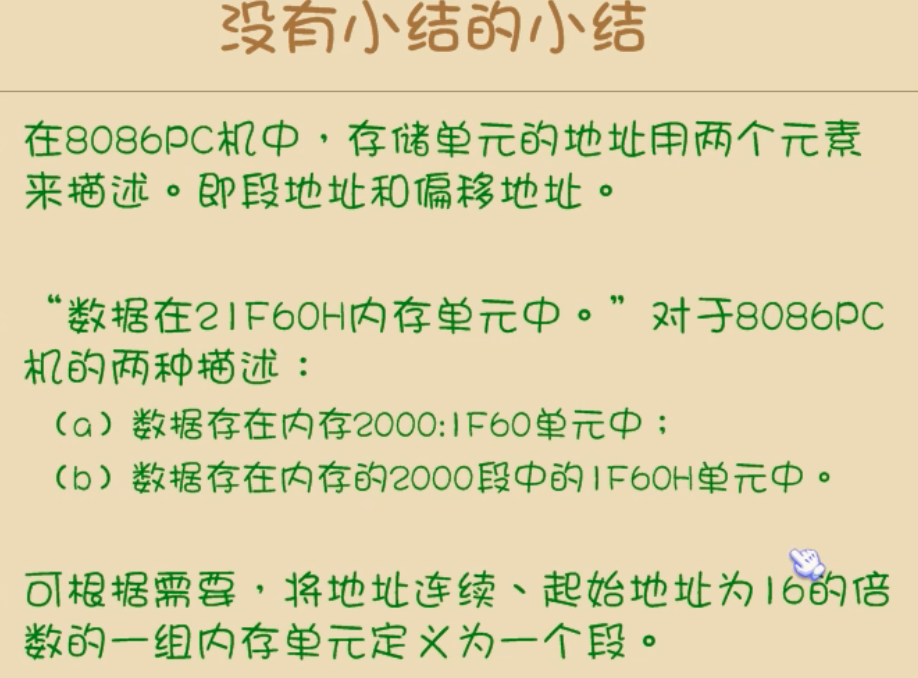 没有小结的小结
在8086PC机中，存储单元的地址用两个元素
来描述。即段地址和偏移地址。
“数据在21F60H内存单元中。”对于8086PC
机的两种描述：
（a）数据存在内存2000:1F60单元中；
（b）数据存在内存的2000段中的1F60H单元中。
可根据需要，将地址连续、起始地址为16的倍
数的一组内存单元定义为一个段。